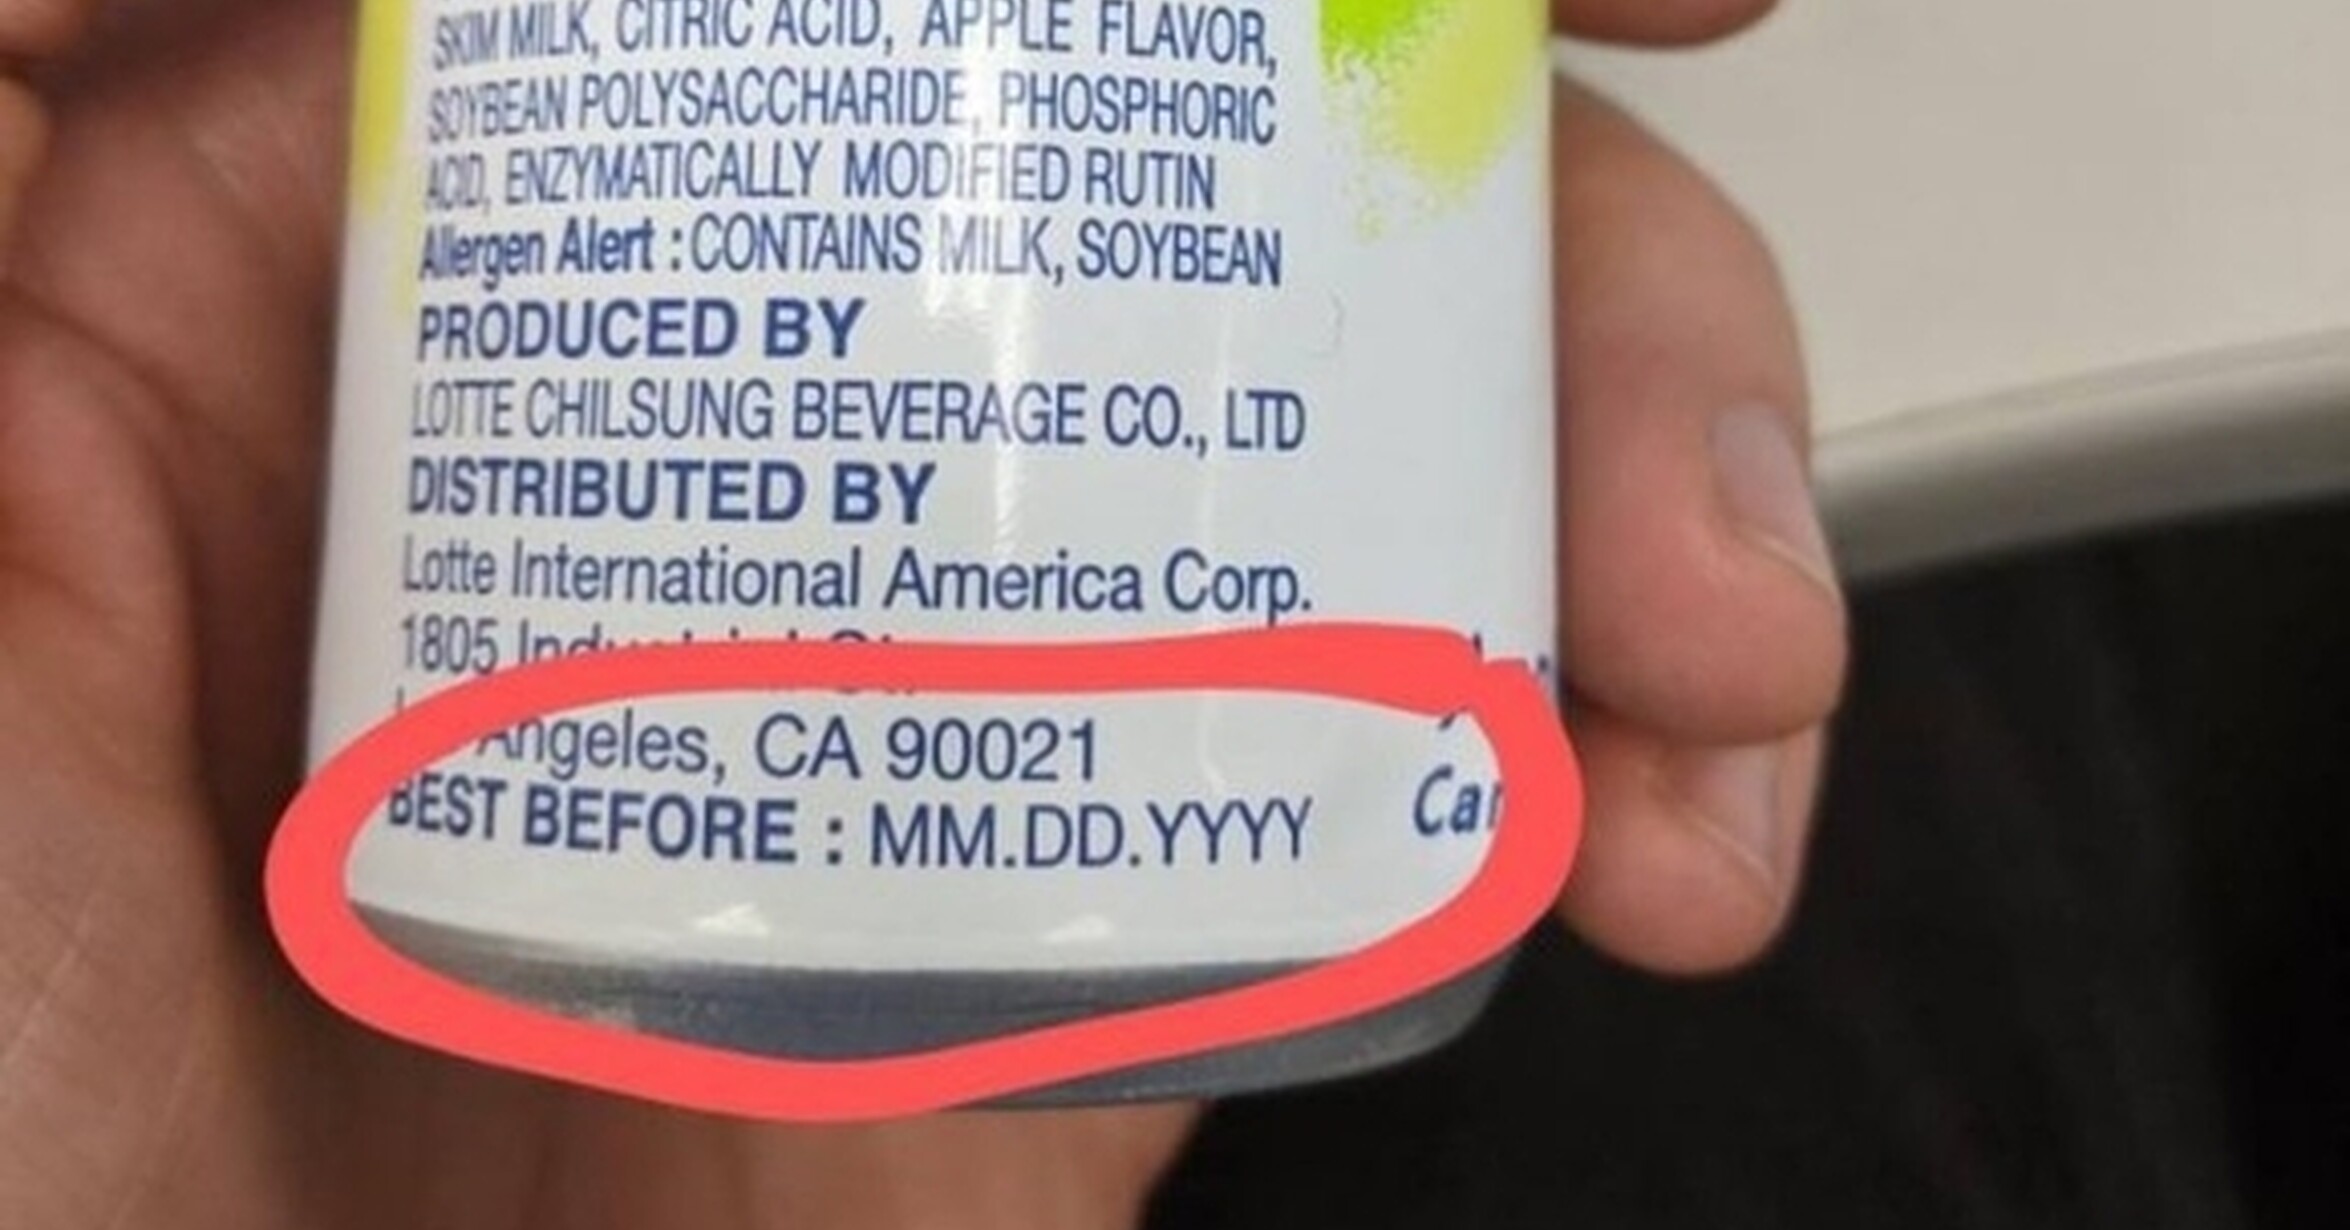 SKIM MILK, CITRIC ACID, APPLE FLAVOR,
SOYBEAN POLYSACCHARIDE, PHOSPHORIC
ACID, ENZYMATICALLY MODIFIED RUTIN
Allergen Alert : CONTAINS MILK, SOYBEAN
PRODUCED BY
LOTTE CHILSUNG BEVERAGE CO., LTD
DISTRIBUTED BY
Lotte International America Corp.
1805
Angeles, CA 90021
BEST BEFORE : MM.DD.YYYY